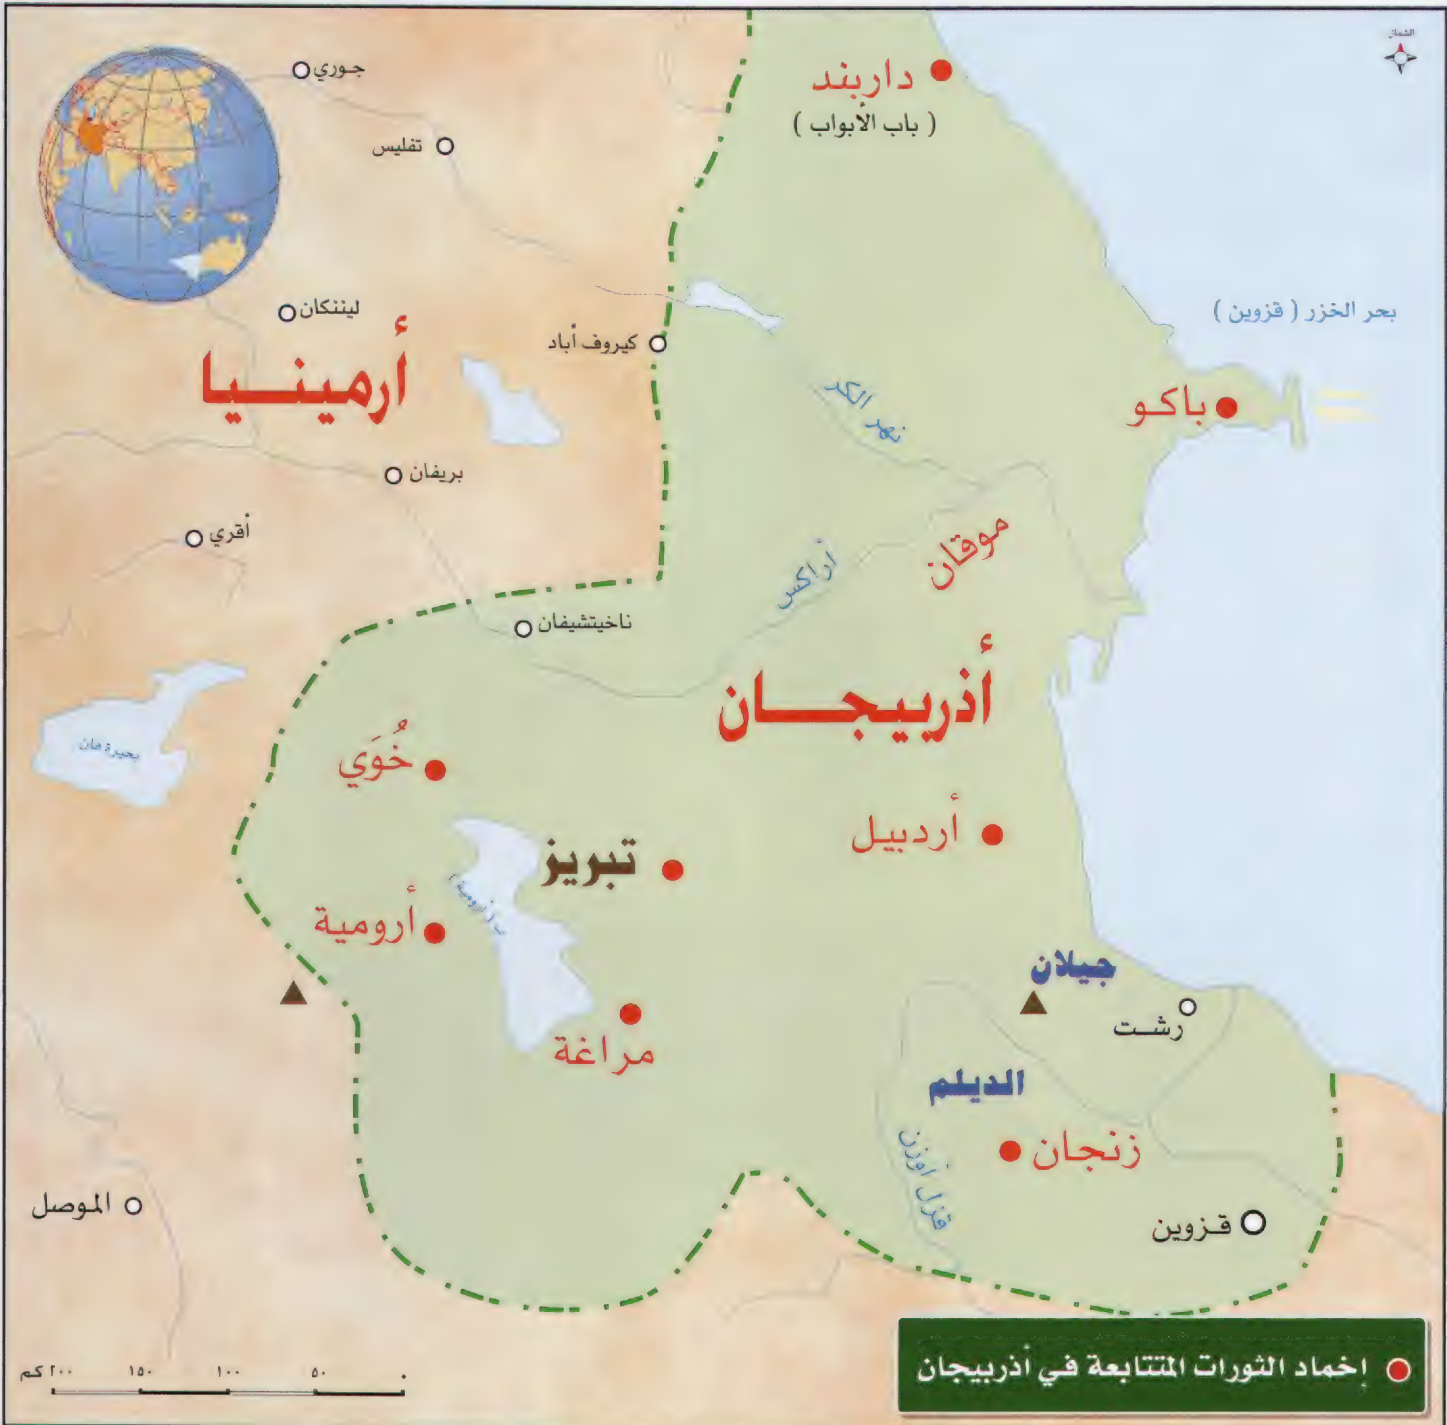 الشمال
جوري
داربند
( باب الأبواب )
تفليس
ليننكان
بحر الخزر ( قزوين )
أرمينيا
كيروف أباد
نهر الكر
باكو
بريفان
أقري
موقان
أراكس
ناخيتشيفان
أذربيجان
بحيرة فان
خُوَي
تبريز
أردبيل
أرومية
ب ( أرومية )
جيلان
رشت
مراغة
الديلم
زنجان
قزل أوزن
الموصل
قزوين
إخماد الثورات المتتابعة في أذربيجان
٢٠٠ كم ١٥٠ ١٠٠ ٥٠ ٠